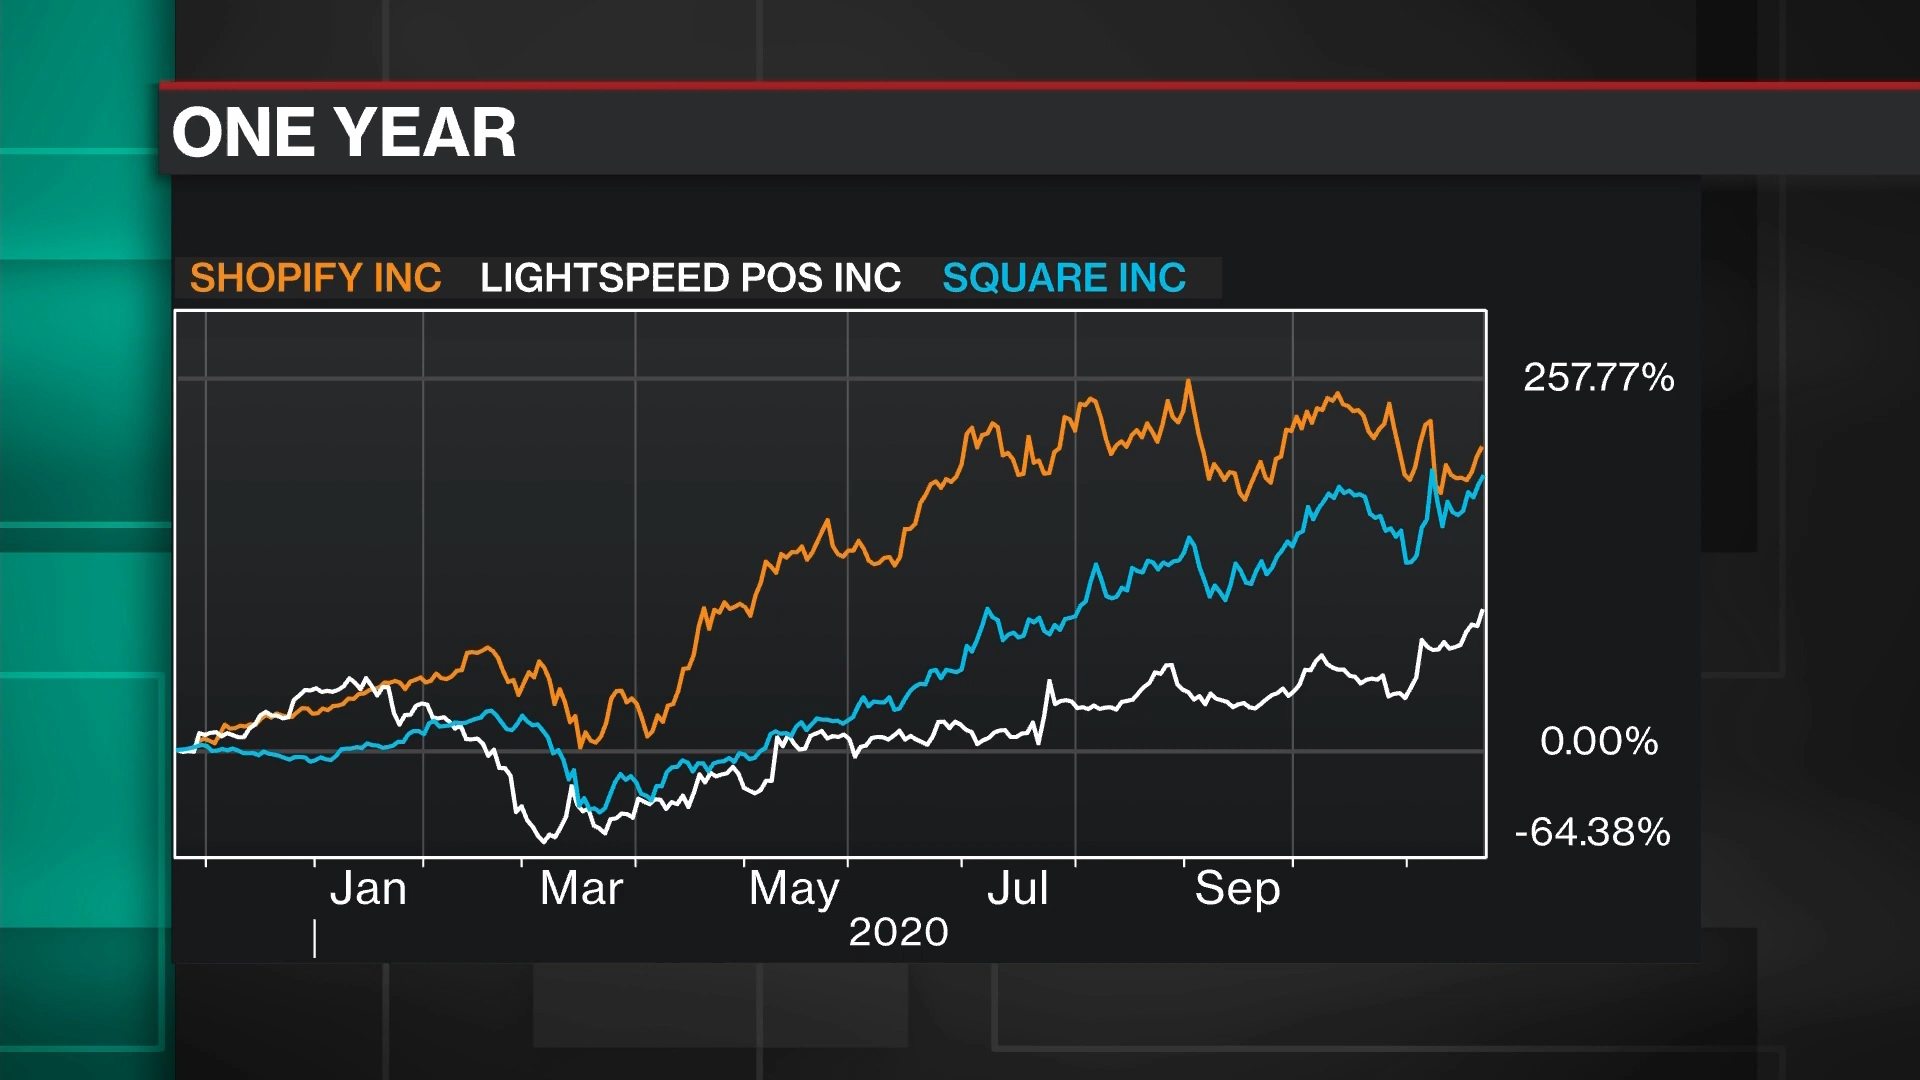 ONE YEAR
SHOPIFY INC LIGHTSPEED POS INC SQUARE INC
257.77%
0.00%
-64.38%
Jan Mar May Jul Sep
2020